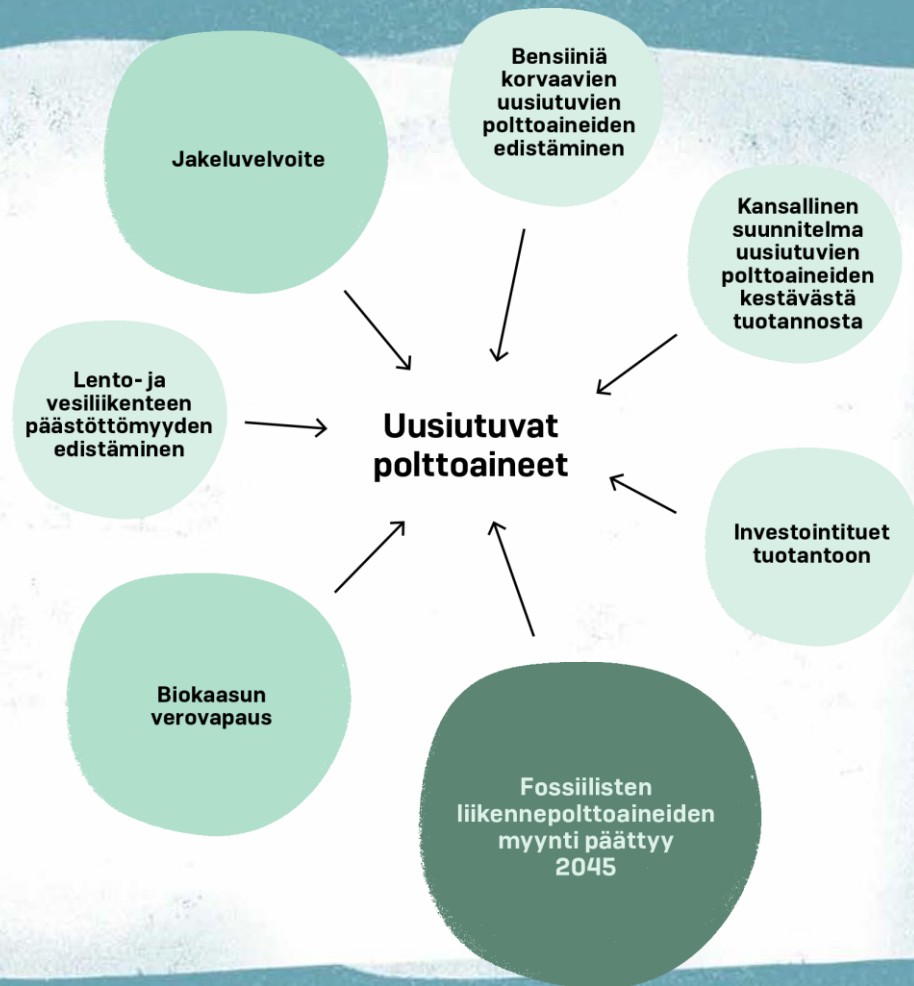 Bensiiniä
korvaavien
uusiutuvien
polttoaineiden
edistäminen
Jakeluvelvoite
Kansallinen
suunnitelma
uusiutuvien
polttoaineiden
kestävästä
tuotannosta
Lento- ja
vesiliikenteen
päästöttömyyden
edistäminen
Uusiutuvat
polttoaineet
Investointituet
tuotantoon
Biokaasun
verovapaus
Fossiilisten
liikennepolttoaineiden
myynti päättyy
2045